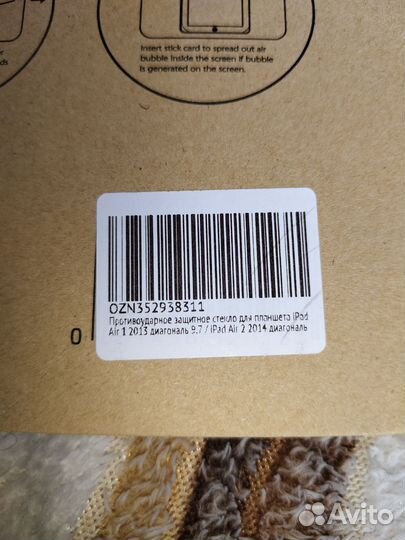 Insert stick card to spread out air
bubble inside the screen if bubble
is generated on the screen.
er
ds
OZN352938311
Противоударное защитное стекло для планшета iPad
Air 1 2013 диагональ 9.7 / iPad Air 2 2014 диагональ
0
Avito